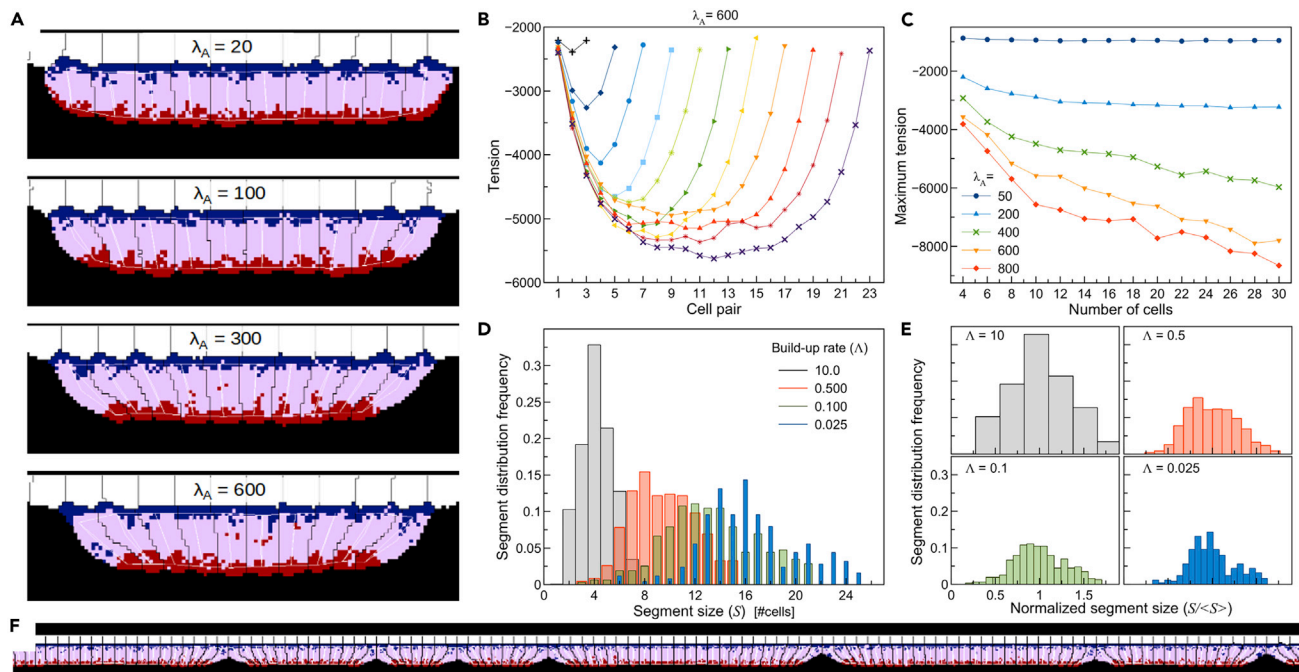 A
λA = 20
λA = 100
λA = 300
λA = 600
B
λA = 600
−2000
−3000
−4000
−5000
−6000
Tension
1 3 5 7 9 11 13 15 17 19 21 23
Cell pair
C
−2000
−4000
−6000
−8000
Maximum tension
λA=
50
200
400
600
800
4 6 8 10 12 14 16 18 20 22 24 26 28 30
Number of cells
D
0.3
0.25
0.2
0.15
0.1
0.05
0
Segment distribution frequency
Build-up rate (Λ)
10.0
0.500
0.100
0.025
4 8 12 16 20 24
Segment size (S) [#cells]
E
Λ = 10
Λ = 0.5
Λ = 0.1
Λ = 0.025
0.3
0.2
0.1
0
Segment distribution frequency
0.5 1 1.5
0.5 1 1.5
Normalized segment size (S/<S>)
F